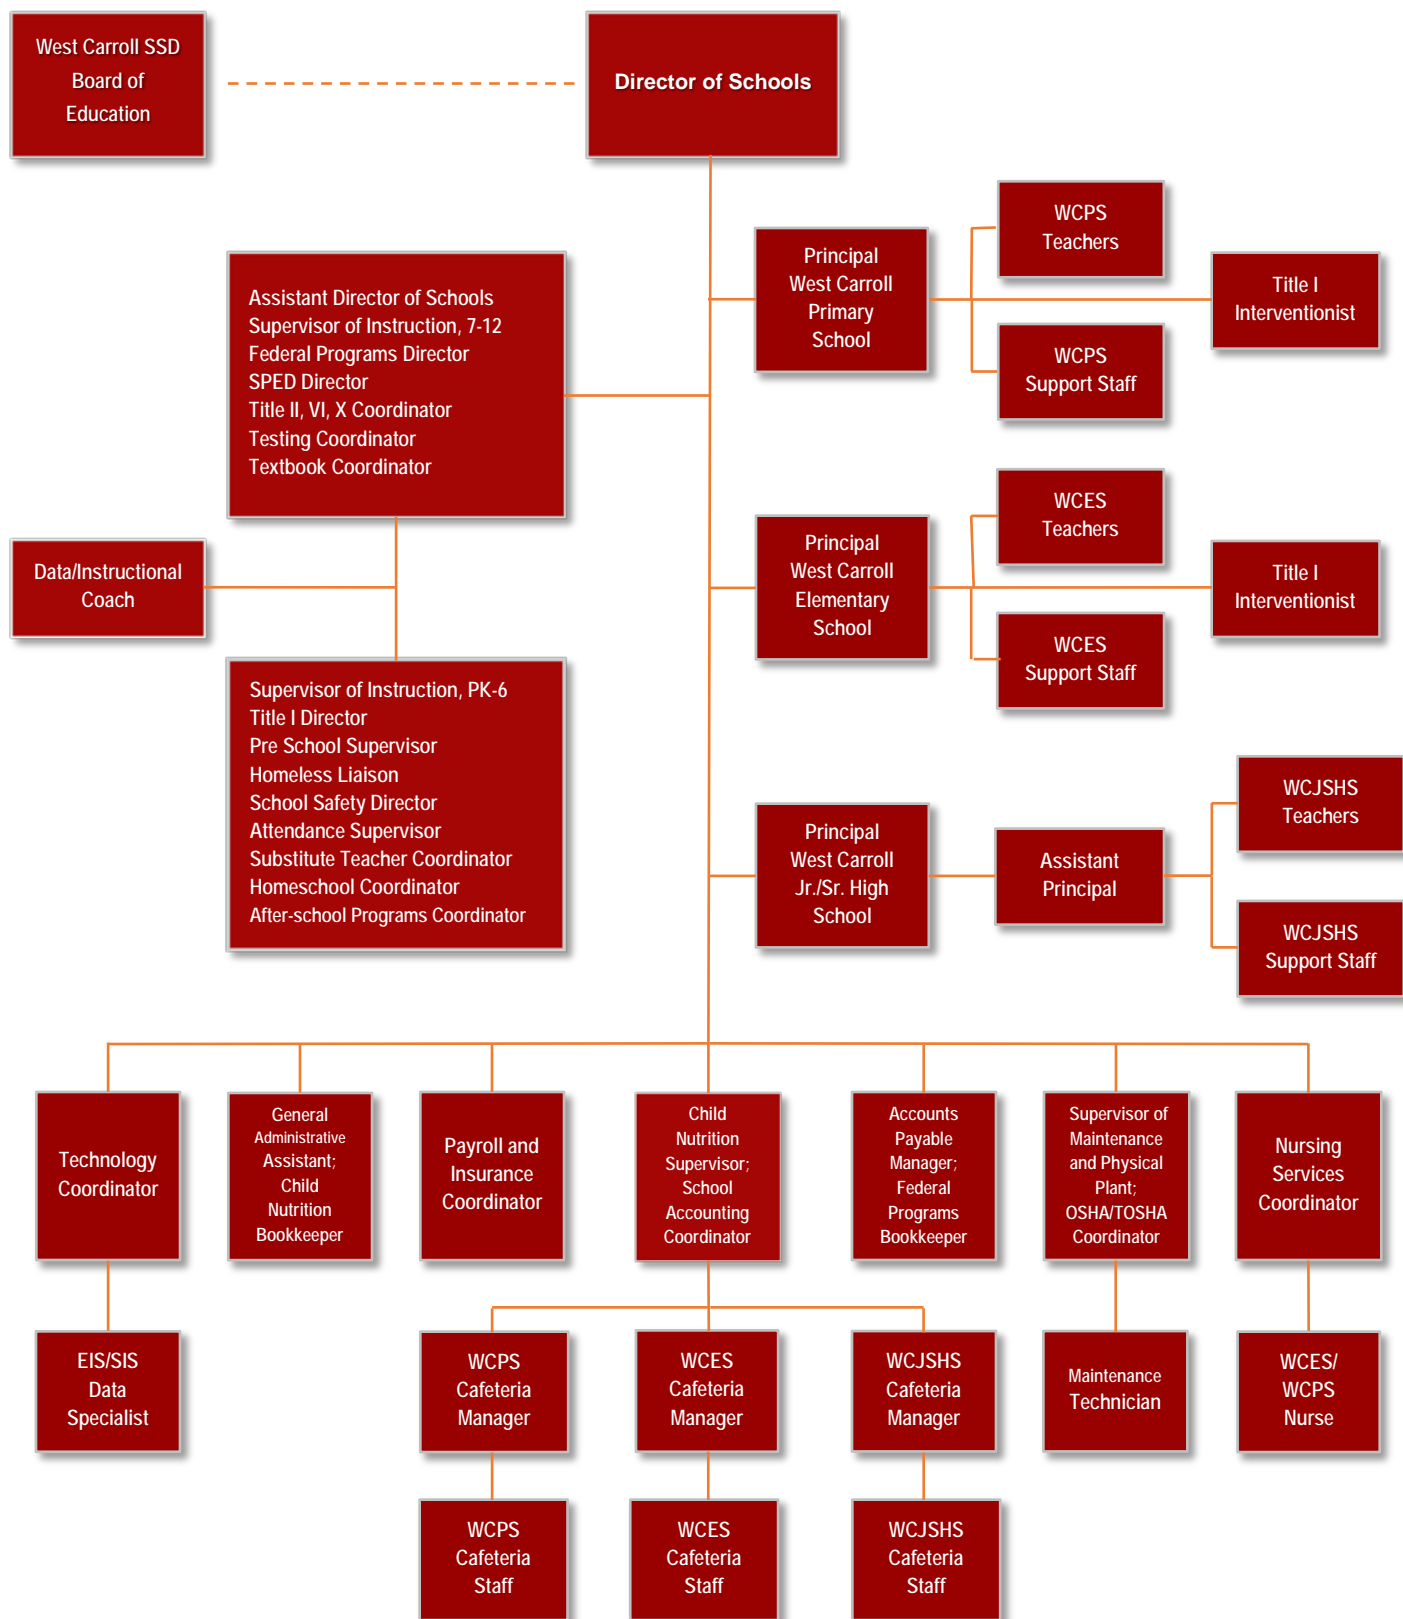 West Carroll SSD
Board of
Education
Director of Schools
WCPS
Teachers
Principal
West Carroll
Primary
School
Title I
Interventionist
WCPS
Support Staff
Assistant Director of Schools
Supervisor of Instruction, 7-12
Federal Programs Director
SPED Director
Title II, VI, X Coordinator
Testing Coordinator
Textbook Coordinator
WCES
Teachers
Principal
West Carroll
Elementary
School
Title I
Interventionist
WCES
Support Staff
Data/Instructional
Coach
Supervisor of Instruction, PK-6
Title I Director
Pre School Supervisor
Homeless Liaison
School Safety Director
Attendance Supervisor
Substitute Teacher Coordinator
Homeschool Coordinator
After-school Programs Coordinator
Principal
West Carroll
Jr./Sr. High
School
Assistant
Principal
WCJSHS
Teachers
WCJSHS
Support Staff
Technology
Coordinator
General
Administrative
Assistant;
Child
Nutrition
Bookkeeper
Payroll and
Insurance
Coordinator
Child
Nutrition
Supervisor;
School
Accounting
Coordinator
Accounts
Payable
Manager;
Federal
Programs
Bookkeeper
Supervisor of
Maintenance
and Physical
Plant;
OSHA/TOSHA
Coordinator
Nursing
Services
Coordinator
EIS/SIS
Data
Specialist
WCPS
Cafeteria
Manager
WCES
Cafeteria
Manager
WCJSHS
Cafeteria
Manager
Maintenance
Technician
WCES/
WCPS
Nurse
WCPS
Cafeteria
Staff
WCES
Cafeteria
Staff
WCJSHS
Cafeteria
Staff